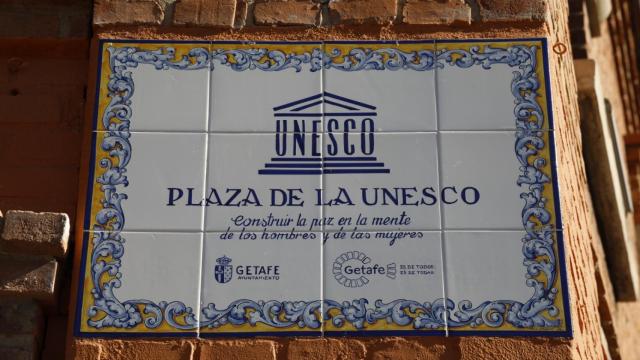 UNESCO
PLAZA DE LA UNESCO
Construir la paz en la mente
de los hombres y de las mujeres
GETAFE
AYUNTAMIENTO
Getafe
ES DE TODOS,
ES DE TODAS